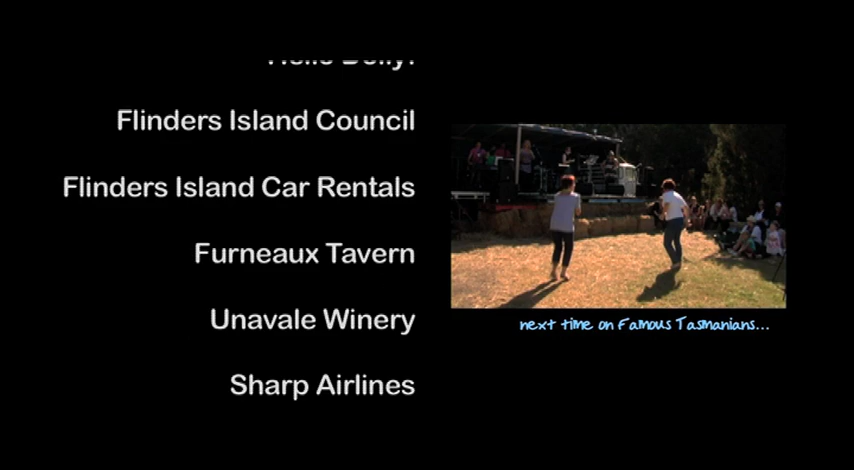 Flinders Island Council
Flinders Island Car Rentals
Furneaux Tavern
Unavale Winery
Sharp Airlines
next time on Famous Tasmanians...